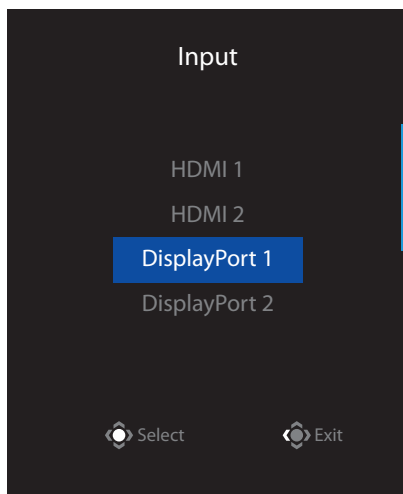 Input
HDMI 1
HDMI 2
DisplayPort 1
DisplayPort 2
Select Exit